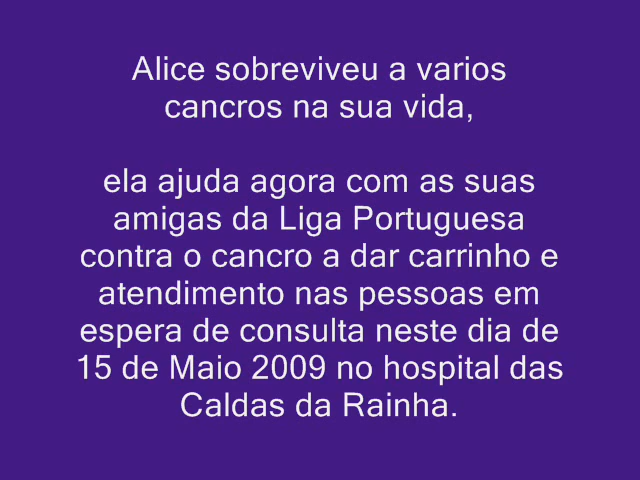 Alice sobreviveu a varios
cancros na sua vida,
ela ajuda agora com as suas
amigas da Liga Portuguesa
contra o cancro a dar carrinho e
atendimento nas pessoas em
espera de consulta neste dia de
15 de Maio 2009 no hospital das
Caldas da Rainha.